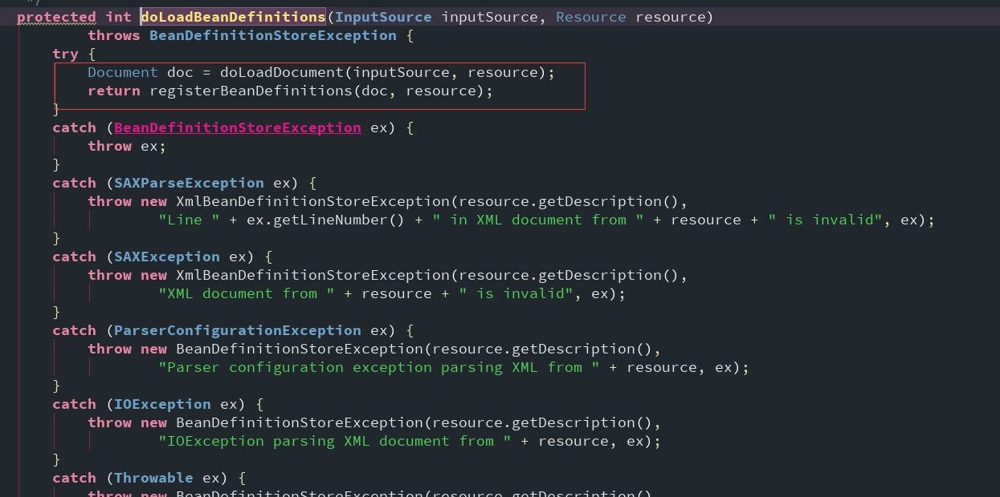 */
protected int doLoadBeanDefinitions(InputSource inputSource, Resource resource)
        throws BeanDefinitionStoreException {
    try {
        Document doc = doLoadDocument(inputSource, resource);
        return registerBeanDefinitions(doc, resource);
    }
    catch (BeanDefinitionStoreException ex) {
        throw ex;
    }
    catch (SAXParseException ex) {
        throw new XmlBeanDefinitionStoreException(resource.getDescription(),
                "Line " + ex.getLineNumber() + " in XML document from " + resource + " is invalid", ex);
    }
    catch (SAXException ex) {
        throw new XmlBeanDefinitionStoreException(resource.getDescription(),
                "XML document from " + resource + " is invalid", ex);
    }
    catch (ParserConfigurationException ex) {
        throw new BeanDefinitionStoreException(resource.getDescription(),
                "Parser configuration exception parsing XML from " + resource, ex);
    }
    catch (IOException ex) {
        throw new BeanDefinitionStoreException(resource.getDescription(),
                "IOException parsing XML document from " + resource, ex);
    }
    catch (Throwable ex) {
        throw new BeanDefinitionStoreException(resource.getDescription()